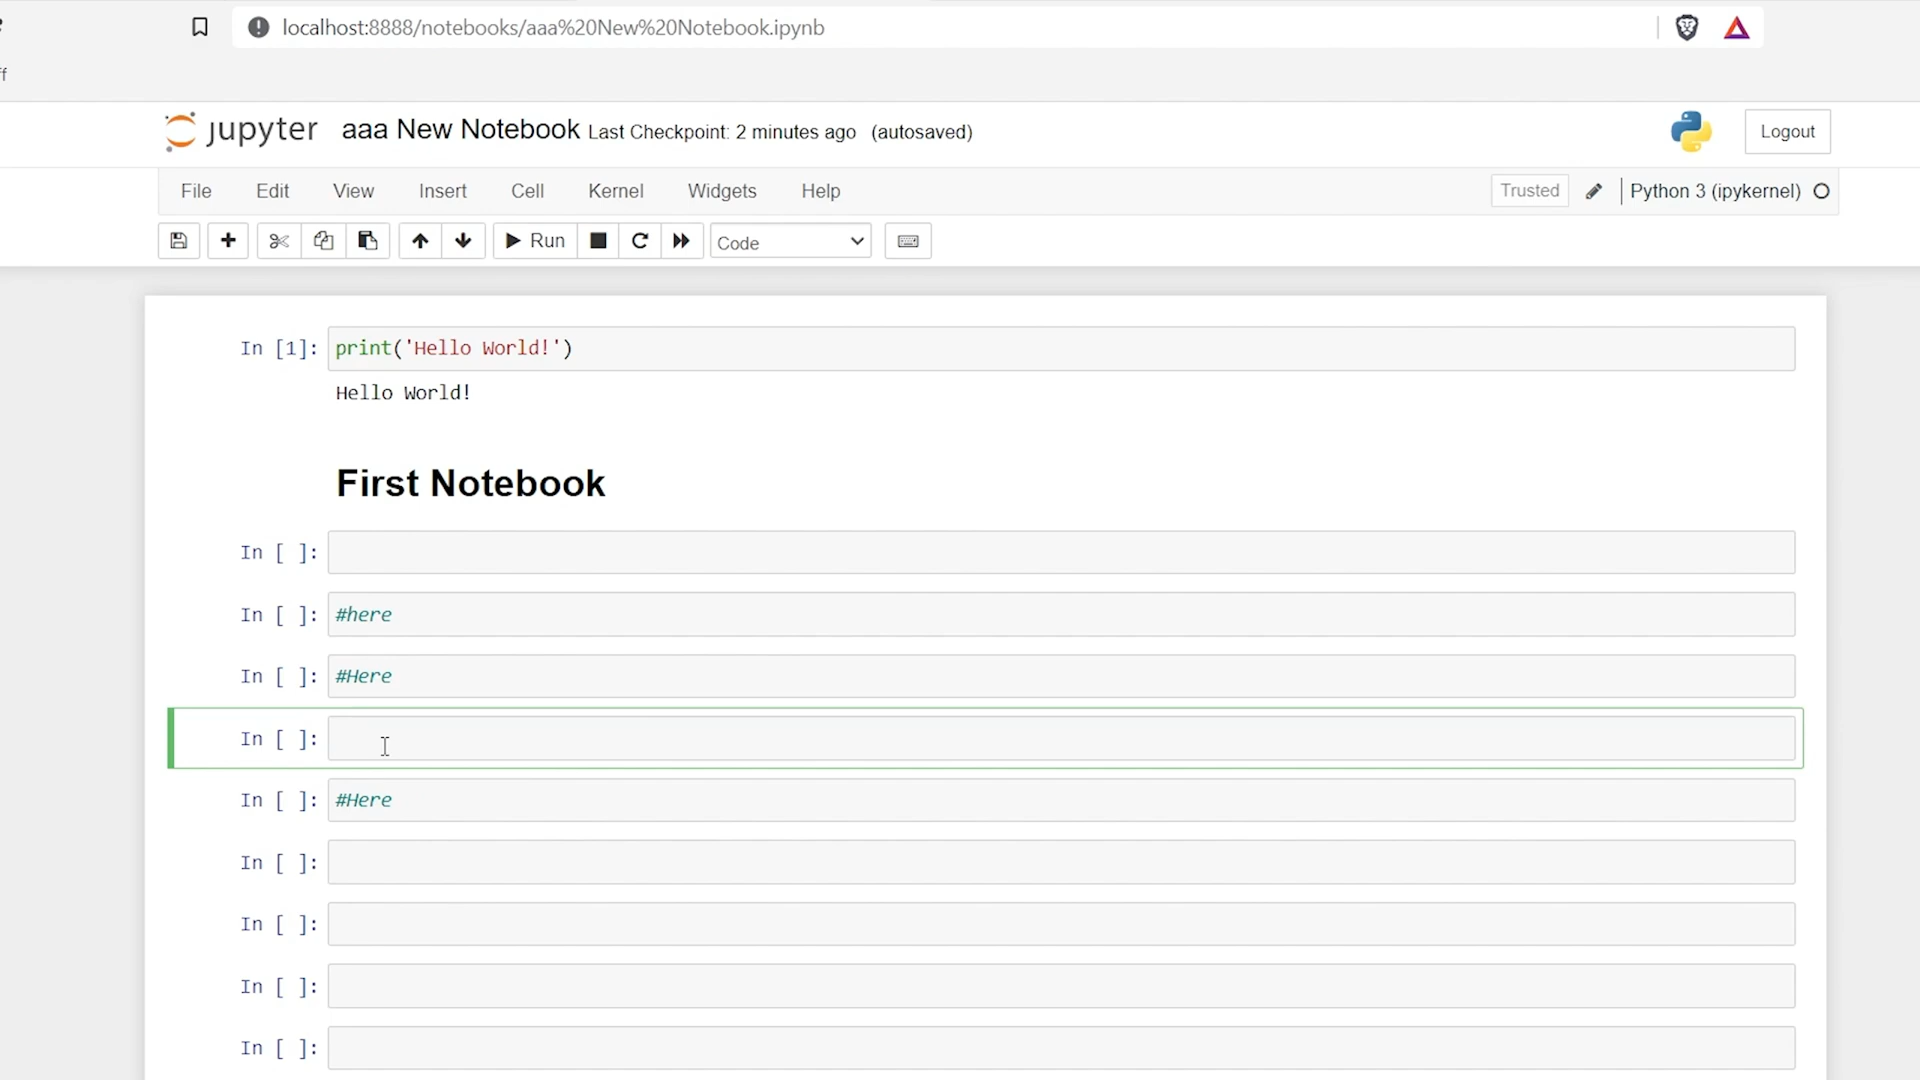 localhost:8888/notebooks/aaa%20New%20Notebook.ipynb
jupyter aaa New Notebook Last Checkpoint: 2 minutes ago (autosaved)
Logout
File Edit View Insert Cell Kernel Widgets Help
Trusted Python 3 (ipykernel)
Run Code
In [1]: print('Hello World!')
Hello World!
First Notebook
In [ ]:
In [ ]: #here
In [ ]: #Here
In [ ]:
In [ ]: #Here
In [ ]:
In [ ]:
In [ ]:
In [ ]: